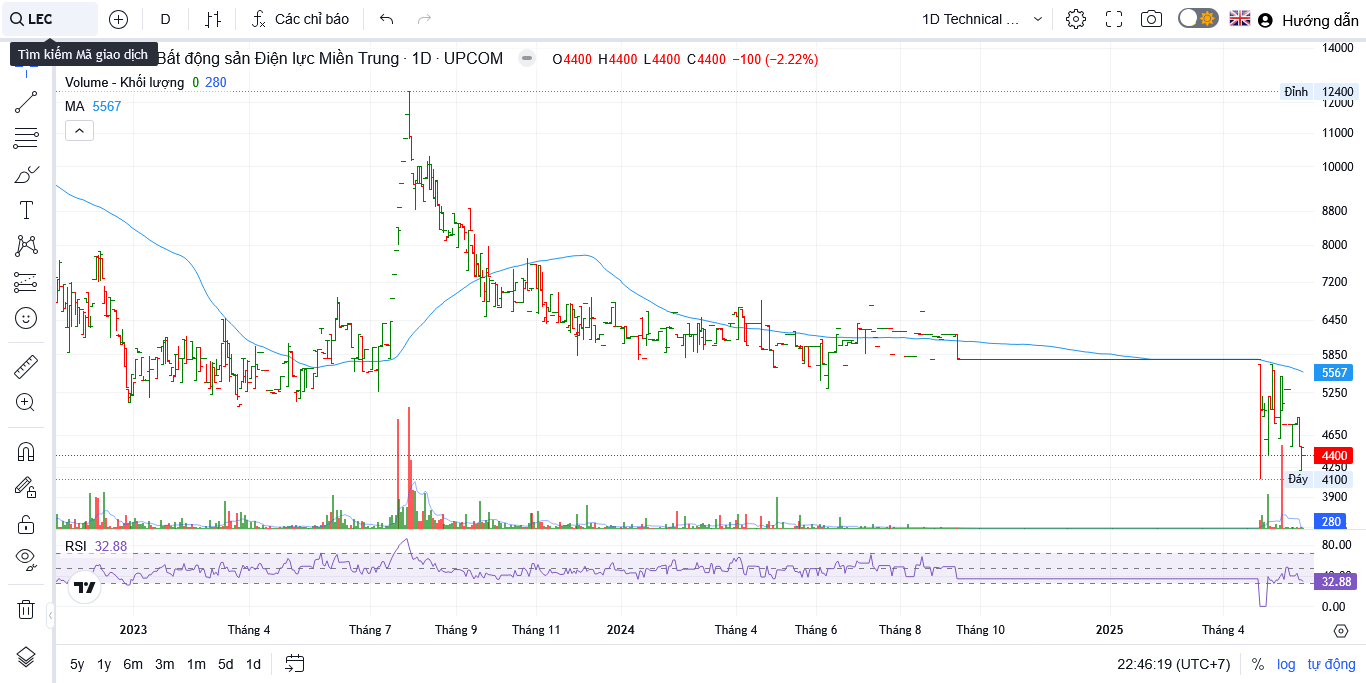 LEC
D
Các chỉ báo
1D Technical ...
Hướng dẫn
Tìm kiếm Mã giao dịch
Bất động sản Điện lực Miền Trung · 1D · UPCOM
O4400 H4400 L4400 C4400 −100 (−2.22%)
Volume - Khối lượng 0 280
MA 5567
14000
Đỉnh 12400
12000
11000
10000
8800
8000
7200
6450
5850
5567
5250
4650
4400
4250
Đáy 4100
3900
280
RSI 32.88
80.00
32.88
0.00
2023 Tháng 4 Tháng 7 Tháng 9 Tháng 11 2024 Tháng 4 Tháng 6 Tháng 8 Tháng 10 2025 Tháng 4
5y 1y 6m 3m 1m 5d 1d
22:46:19 (UTC+7) % log tự động